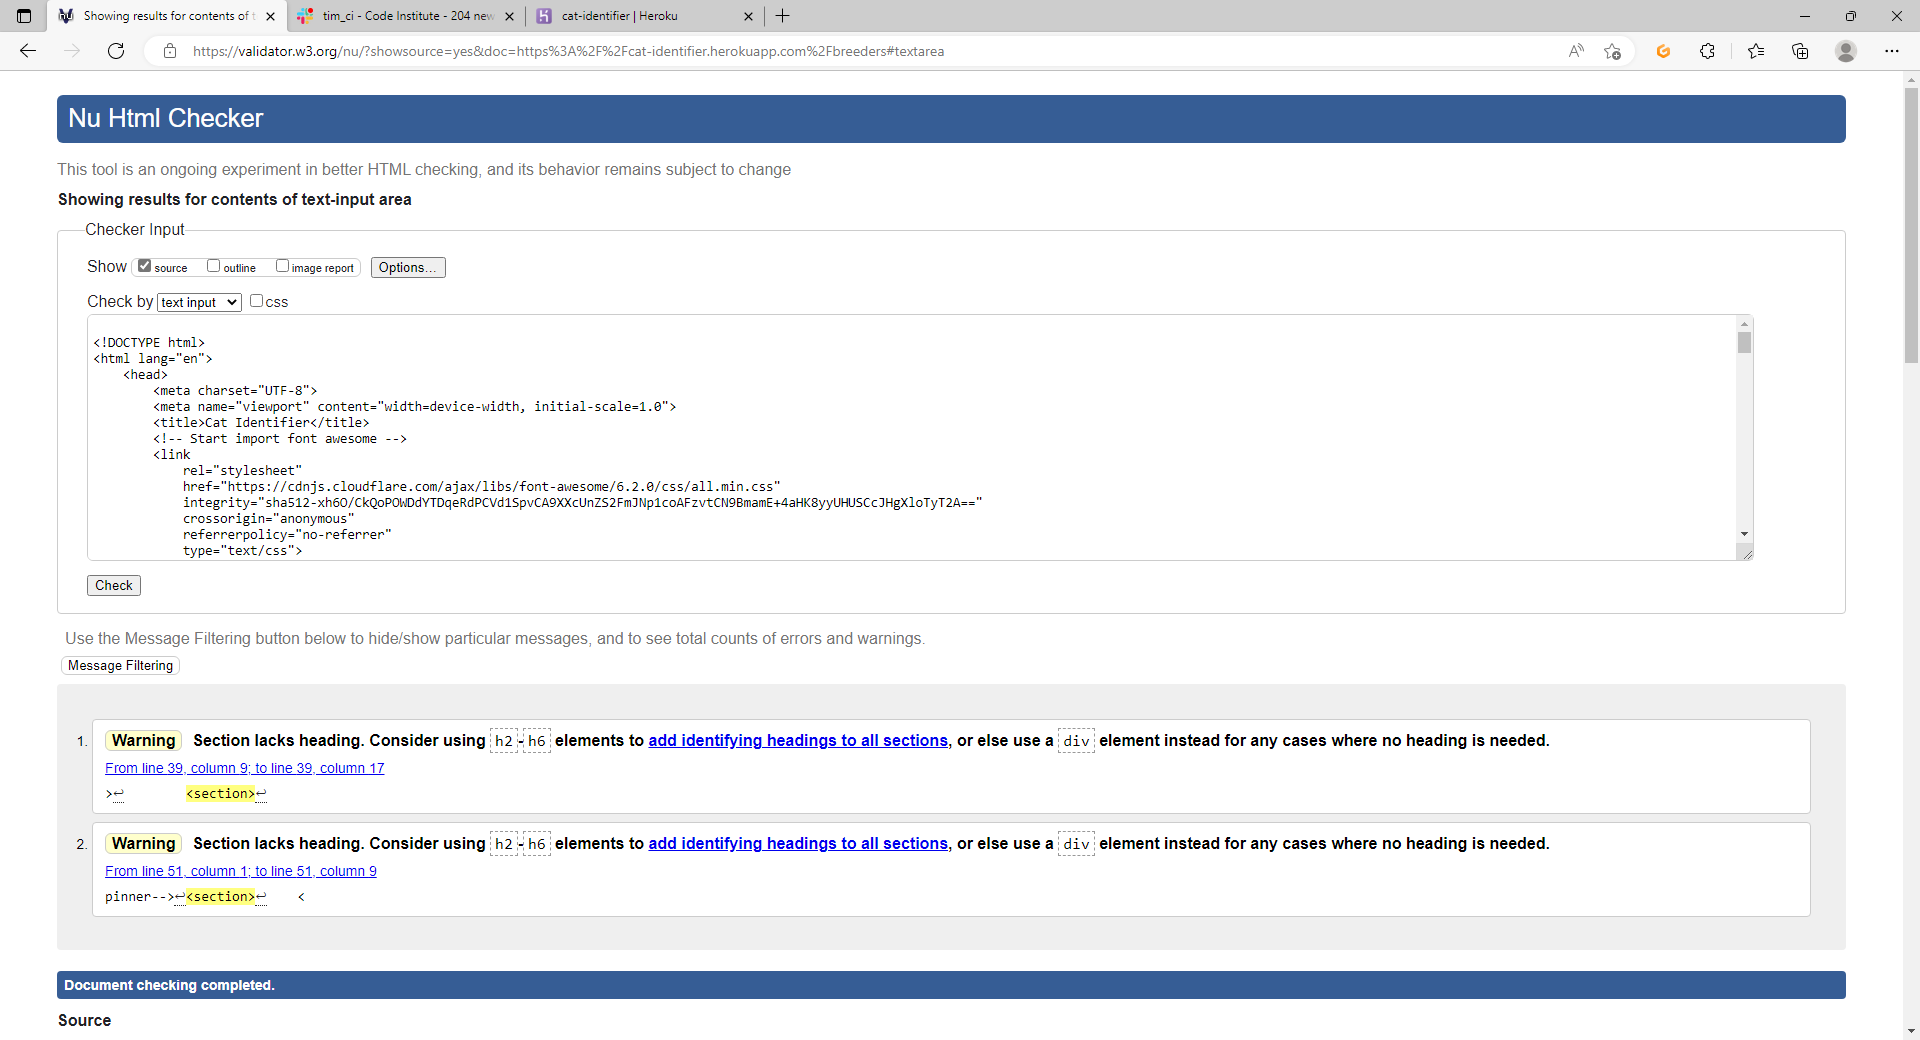 Showing results for contents of t
tim_ci - Code Institute - 204 new
cat-identifier | Heroku
https://validator.w3.org/nu/?showsource=yes&doc=https%3A%2F%2Fcat-identifier.herokuapp.com%2Fbreeders#textarea
Nu Html Checker
This tool is an ongoing experiment in better HTML checking, and its behavior remains subject to change
Showing results for contents of text-input area
Checker Input
Show source outline image report Options...
Check by text input css
<!DOCTYPE html>
<html lang="en">
<head>
<meta charset="UTF-8">
<meta name="viewport" content="width=device-width, initial-scale=1.0">
<title>Cat Identifier</title>
<!-- Start import font awesome -->
<link
rel="stylesheet"
href="https://cdnjs.cloudflare.com/ajax/libs/font-awesome/6.2.0/css/all.min.css"
integrity="sha512-xh6O/CkQoPOWDdYTDqeRdPCVd1SpvCA9XXcUnZS2FmJNp1coAFzvtCN9BmamE+4aHK8yyUHUSCcJHgXloTyT2A=="
crossorigin="anonymous"
referrerpolicy="no-referrer"
type="text/css">
Check
Use the Message Filtering button below to hide/show particular messages, and to see total counts of errors and warnings.
Message Filtering
1. Warning Section lacks heading. Consider using h2-h6 elements to add identifying headings to all sections, or else use a div element instead for any cases where no heading is needed.
From line 39, column 9; to line 39, column 17
>↩ <section>↩
2. Warning Section lacks heading. Consider using h2-h6 elements to add identifying headings to all sections, or else use a div element instead for any cases where no heading is needed.
From line 51, column 1; to line 51, column 9
pinner-->↩<section>↩ <
Document checking completed.
Source